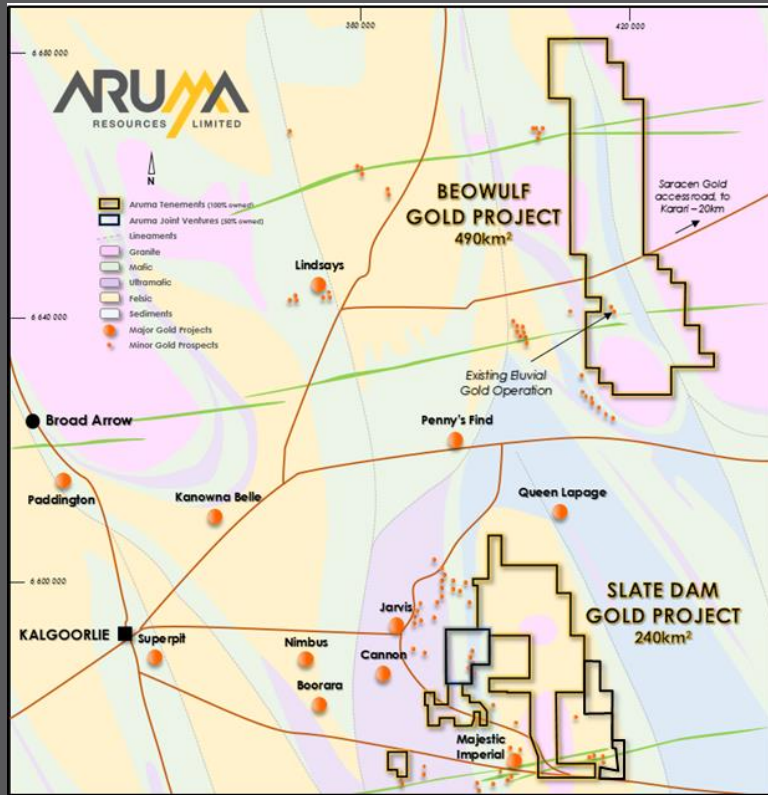 380 000
420 000
6 680 000
ARUMA
RESOURCES LIMITED
N
Aruma Tenements (100% owned)
Aruma Joint Ventures (50% owned)
Lineaments
Granite
Mafic
Ultramafic
Felsic
Sediments
Major Gold Projects
Minor Gold Prospects
BEOWULF
GOLD PROJECT
490km²
Saracen Gold
access road, to
Karari – 20km
Lindsays
6 640 000
Existing Eluvial
Gold Operation
Broad Arrow
Penny's Find
Paddington
Kanowna Belle
Queen Lapage
6 600 000
SLATE DAM
GOLD PROJECT
240km²
Jarvis
KALGOORLIE
Superpit
Nimbus
Cannon
Boorara
Majestic
Imperial